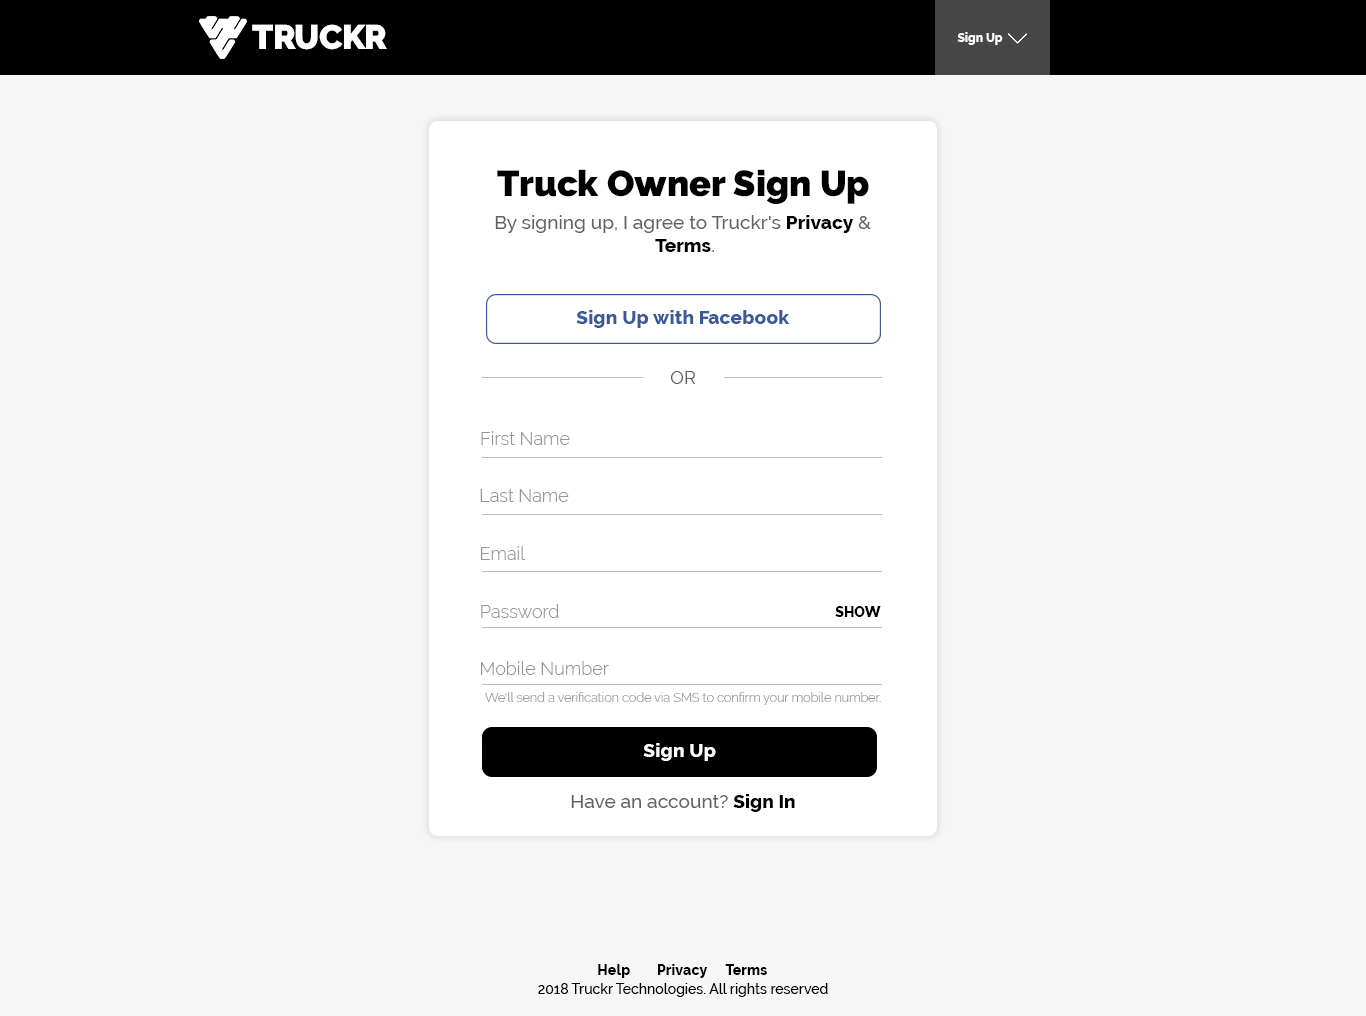 TRUCKR
Sign Up
Truck Owner Sign Up
By signing up, I agree to Truckr's Privacy &
Terms.
Sign Up with Facebook
OR
First Name
Last Name
Email
Password SHOW
Mobile Number
We'll send a verification code via SMS to confirm your mobile number.
Sign Up
Have an account? Sign In
Help Privacy Terms
2018 Truckr Technologies. All rights reserved